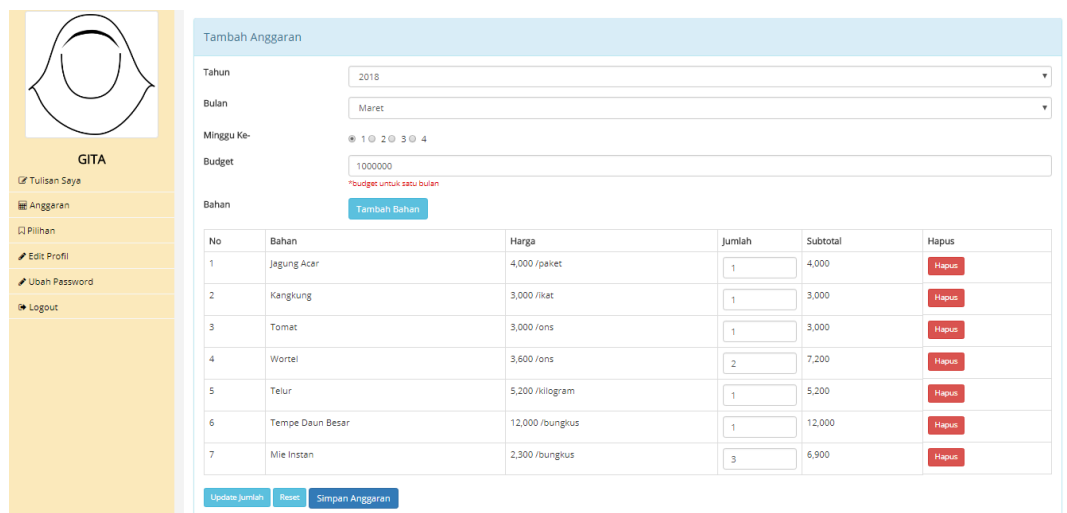 GITA
Tulisan Saya
Anggaran
Pilihan
Edit Profil
Ubah Password
Logout
Tambah Anggaran
Tahun 2018
Bulan Maret
Minggu Ke- 1 2 3 4
Budget 1000000
*budget untuk satu bulan
Bahan Tambah Bahan
No Bahan Harga Jumlah Subtotal Hapus
1 Jagung Acar 4,000 /paket 1 4,000 Hapus
2 Kangkung 3,000 /ikat 1 3,000 Hapus
3 Tomat 3,000 /ons 1 3,000 Hapus
4 Wortel 3,600 /ons 2 7,200 Hapus
5 Telur 5,200 /kilogram 1 5,200 Hapus
6 Tempe Daun Besar 12,000 /bungkus 1 12,000 Hapus
7 Mie Instan 2,300 /bungkus 3 6,900 Hapus
Update Jumlah Reset Simpan Anggaran